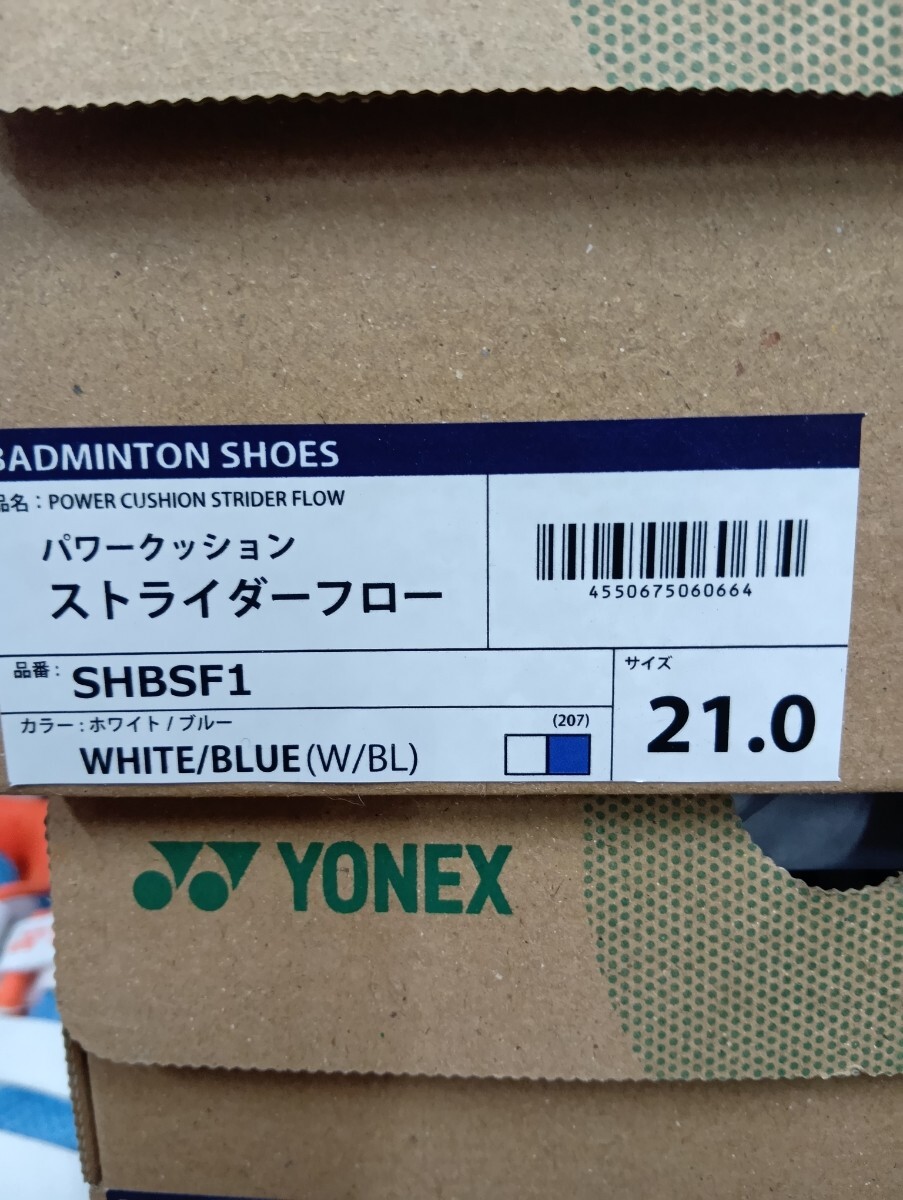 BADMINTON SHOES
品名：POWER CUSHION STRIDER FLOW
パワークッション
ストライダーフロー
4550675060664
品番： SHBSF1
カラー：ホワイト / ブルー
WHITE/BLUE(W/BL)
(207)
サイズ
21.0
YONEX